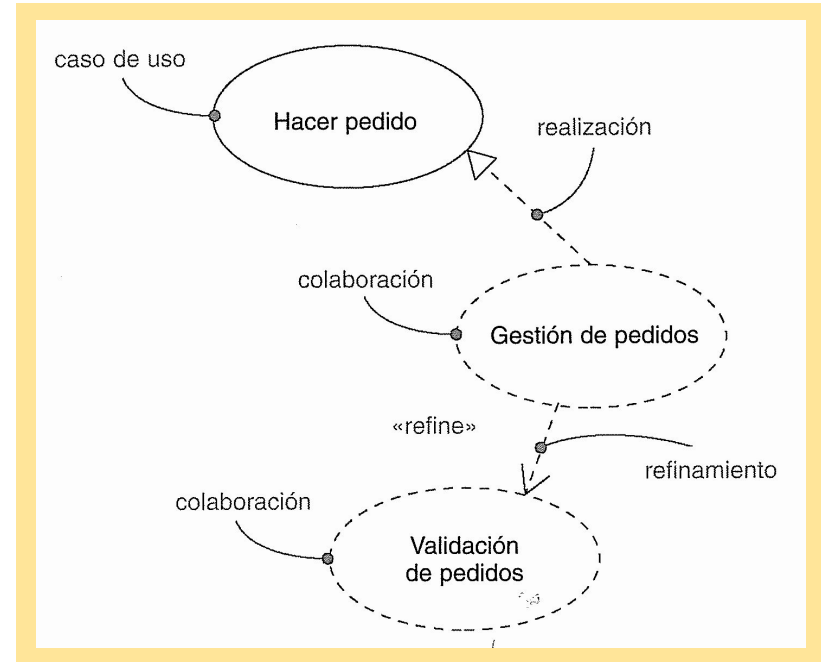 caso de uso
Hacer pedido
realización
colaboración
Gestión de pedidos
«refine»
refinamiento
colaboración
Validación
de pedidos